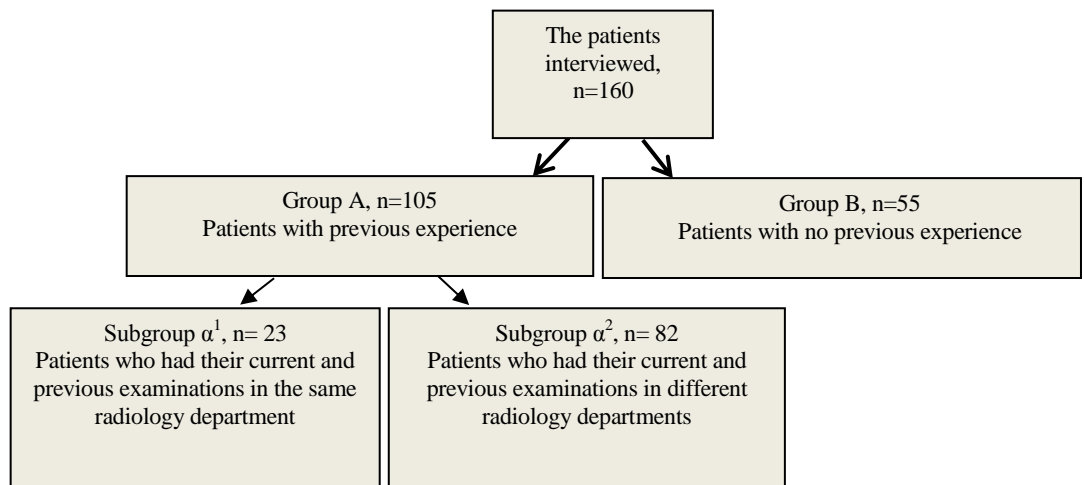 The patients
interviewed,
n=160
Group A, n=105
Patients with previous experience
Group B, n=55
Patients with no previous experience
Subgroup α¹, n= 23
Patients who had their current and
previous examinations in the same
radiology department
Subgroup α², n= 82
Patients who had their current and
previous examinations in different
radiology departments